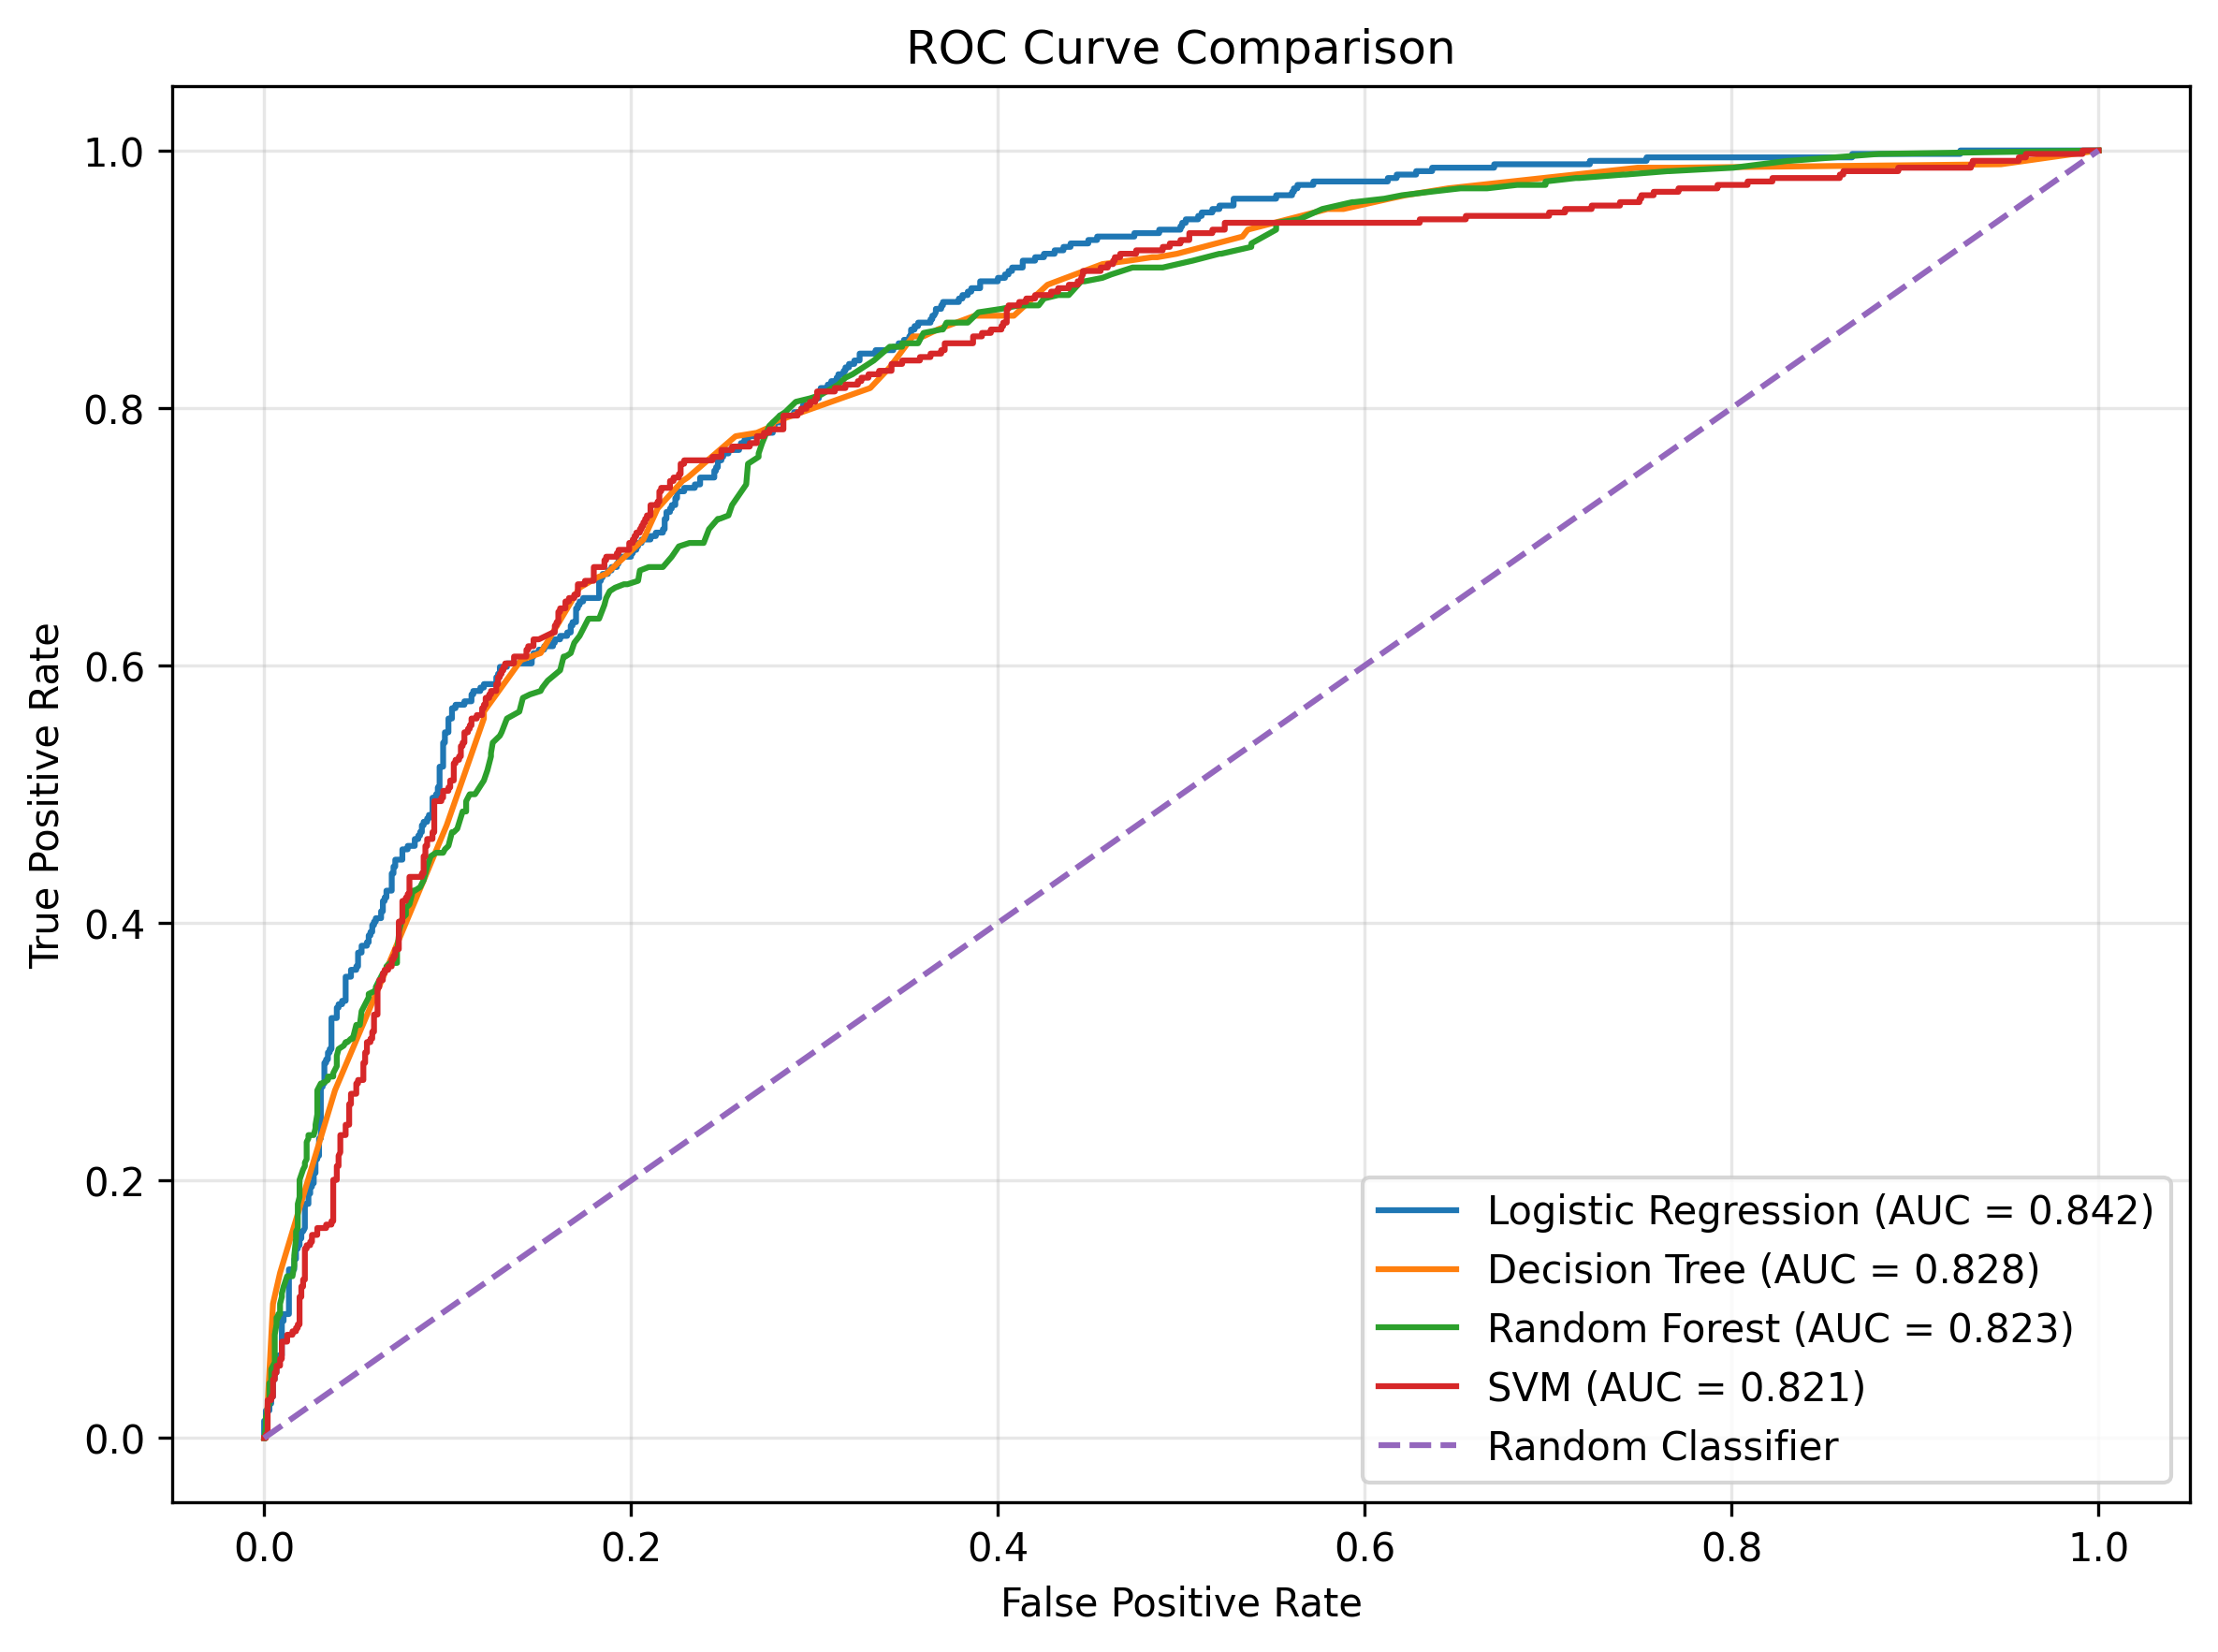 ROC Curve Comparison
True Positive Rate
1.0
0.8
0.6
0.4
0.2
0.0
Logistic Regression (AUC = 0.842)
Decision Tree (AUC = 0.828)
Random Forest (AUC = 0.823)
SVM (AUC = 0.821)
Random Classifier
0.0 0.2 0.4 0.6 0.8 1.0
False Positive Rate